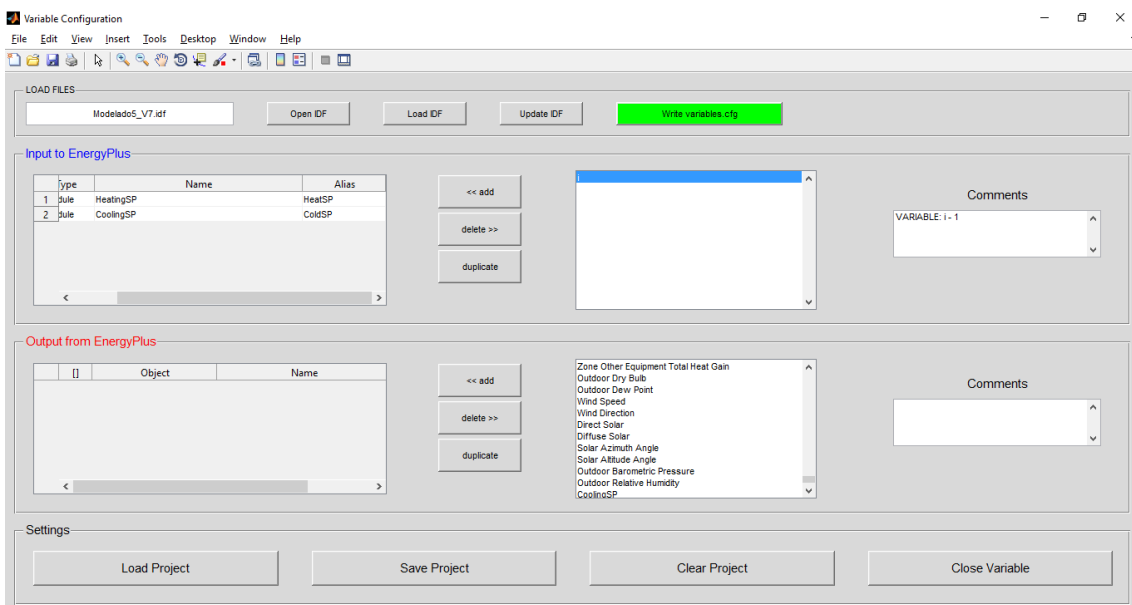 Variable Configuration
File Edit View Insert Tools Desktop Window Help
LOAD FILES
Modelado5_V7.idf Open IDF Load IDF Update IDF Write variables.cfg
Input to EnergyPlus
Type Name Alias
1 dule HeatingSP HeatSP
2 dule CoolingSP ColdSP
<< add
delete >>
duplicate
i
Comments
VARIABLE: i - 1
Output from EnergyPlus
[] Object Name
<< add
delete >>
duplicate
Zone Other Equipment Total Heat Gain
Outdoor Dry Bulb
Outdoor Dew Point
Wind Speed
Wind Direction
Direct Solar
Diffuse Solar
Solar Azimuth Angle
Solar Altitude Angle
Outdoor Barometric Pressure
Outdoor Relative Humidity
CoolingSP
Comments
Settings
Load Project Save Project Clear Project Close Variable